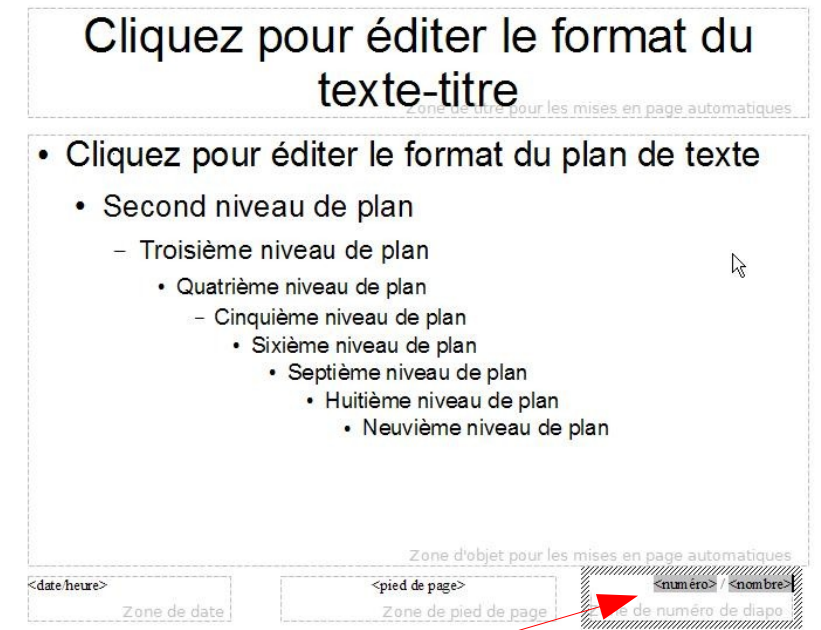 Cliquez pour éditer le format du
texte-titre
Zone de titre pour les mises en page automatiques
• Cliquez pour éditer le format du plan de texte
• Second niveau de plan
– Troisième niveau de plan
• Quatrième niveau de plan
– Cinquième niveau de plan
• Sixième niveau de plan
• Septième niveau de plan
• Huitième niveau de plan
• Neuvième niveau de plan
Zone d'objet pour les mises en page automatiques
<date/heure>
Zone de date
<pied de page>
Zone de pied de page
<numéro> / <nombre>
Zone de numéro de diapo